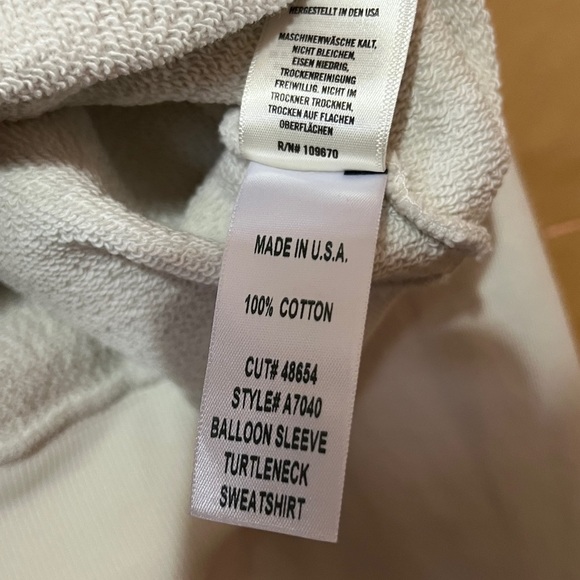 HERGESTELLT IN DEN USA
MASCHINENWÄSCHE KALT,
NICHT BLEICHEN,
EISEN NIEDRIG,
TROCKENREINIGUNG
FREIWILLIG. NICHT IM
TROCKNER TROCKNEN,
TROCKEN AUF FLACHEN
OBERFLÄCHEN
R/N# 109670
MADE IN U.S.A.
100% COTTON
CUT# 48654
STYLE# A7040
BALLOON SLEEVE
TURTLENECK
SWEATSHIRT